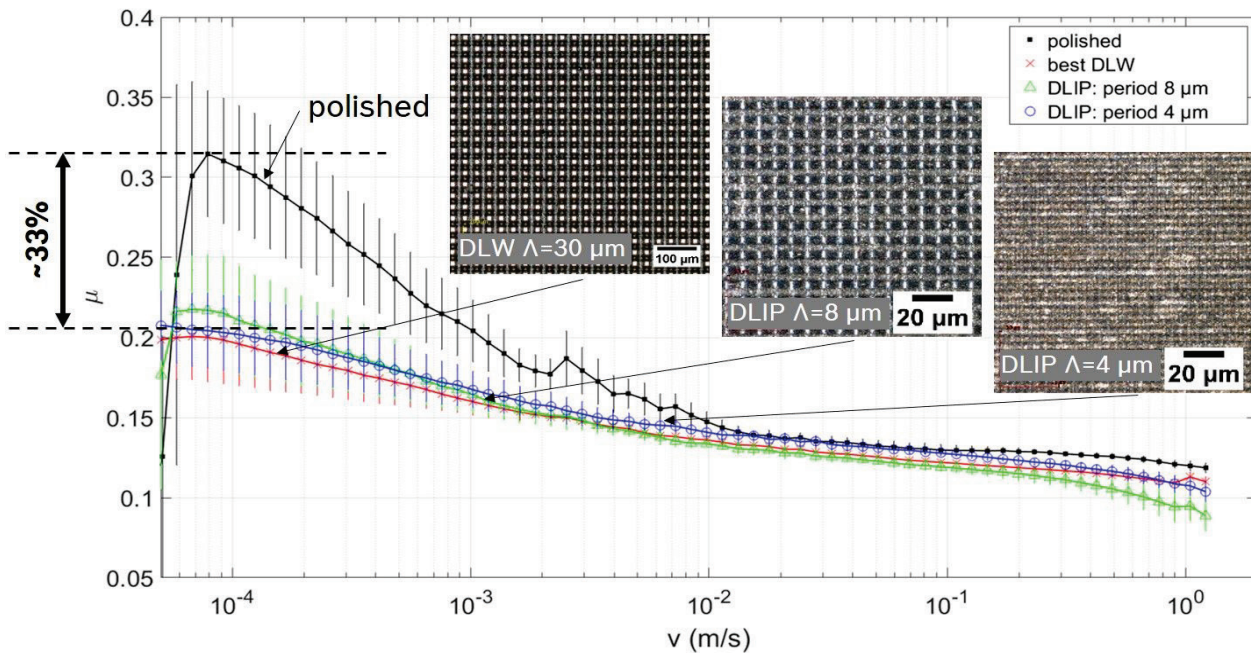 0.4
0.35
0.3
0.25
0.2
0.15
0.1
0.05
μ
~33%
polished
DLW Λ=30 μm
100 μm
DLIP Λ=8 μm
20 μm
DLIP Λ=4 μm
20 μm
polished
best DLW
DLIP: period 8 μm
DLIP: period 4 μm
10⁻⁴
10⁻³
10⁻²
10⁻¹
10⁰
v (m/s)